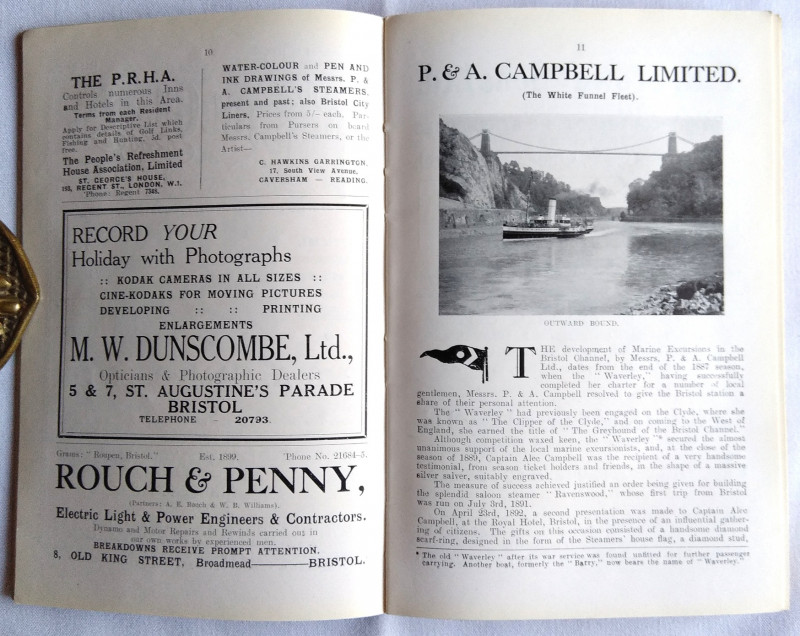 10
THE P.R.H.A.
Controls numerous Inns
and Hotels in this Area.
Terms from each Resident
Manager.
Apply for Descriptive List which
contains details of Golf Links,
Fishing and Hunting, 3d. post
free.
The People's Refreshment
House Association, Limited
ST. GEORGE'S HOUSE,
193, REGENT ST., LONDON, W.1.
'Phone: Regent
WATER-COLOUR and PEN AND
INK DRAWINGS of Messrs. P. &
A. CAMPBELL'S STEAMERS,
present and past; also Bristol City
Liners, Prices from 5/- each. Par-
ticulars from Pursers on board
Messrs. Campbell's Steamers, or the
Artist—
C. HAWKINS GARRINGTON,
17, South View Avenue,
CAVERSHAM — READING.
RECORD YOUR
Holiday with Photographs
:: KODAK CAMERAS IN ALL SIZES ::
CINE-KODAKS FOR MOVING PICTURES
DEVELOPING :: :: PRINTING
ENLARGEMENTS
M. W. DUNSCOMBE, Ltd.,
Opticians & Photographic Dealers
5 & 7, ST. AUGUSTINE'S PARADE
BRISTOL
TELEPHONE - 20793.
Grams: "Rospen, Bristol." Est. 1899. 'Phone No. 21684-5.
ROUCH & PENNY,
(Partners: A. E. Rouch & W. B. Williams).
Electric Light & Power Engineers & Contractors.
Dynamo and Motor Repairs and Rewinds carried out in
our own works by experienced men.
BREAKDOWNS RECEIVE PROMPT ATTENTION.
8, OLD KING STREET, Broadmead——BRISTOL.
11
P. & A. CAMPBELL LIMITED.
(The White Funnel Fleet).
OUTWARD BOUND.
THE development of Marine Excursions in the
Bristol Channel, by Messrs. P. & A. Campbell
Ltd., dates from the end of the 1887 season,
when the "Waverley," having successfully
completed her charter for a number of local
gentlemen, Messrs. P. & A. Campbell resolved to give the Bristol station a
share of their personal attention.
The "Waverley" had previously been engaged on the Clyde, where she
was known as "The Clipper of the Clyde," and on coming to the West of
England, she earned the title of "The Greyhound of the Bristol Channel."
Although competition waxed keen, the "Waverley"* secured the almost
unanimous support of the local marine excursionists, and, at the close of the
season of 1889, Captain Alec Campbell was the recipient of a very handsome
testimonial, from season ticket holders and friends, in the shape of a massive
silver salver, suitably engraved.
The measure of success achieved justified an order being given for building
the splendid saloon steamer "Ravenswood," whose first trip from Bristol
was run on July 3rd, 1891.
On April 23rd, 1892, a second presentation was made to Captain Alec
Campbell, at the Royal Hotel, Bristol, in the presence of an influential gather-
ing of citizens. The gifts on this occasion consisted of a handsome diamond
scarf-ring, designed in the form of the Steamers' house flag, a diamond stud,
* The old "Waverley" after its war service was found unfitted for further passenger
carrying. Another boat, formerly the "Barry," now bears the name of "Waverley."